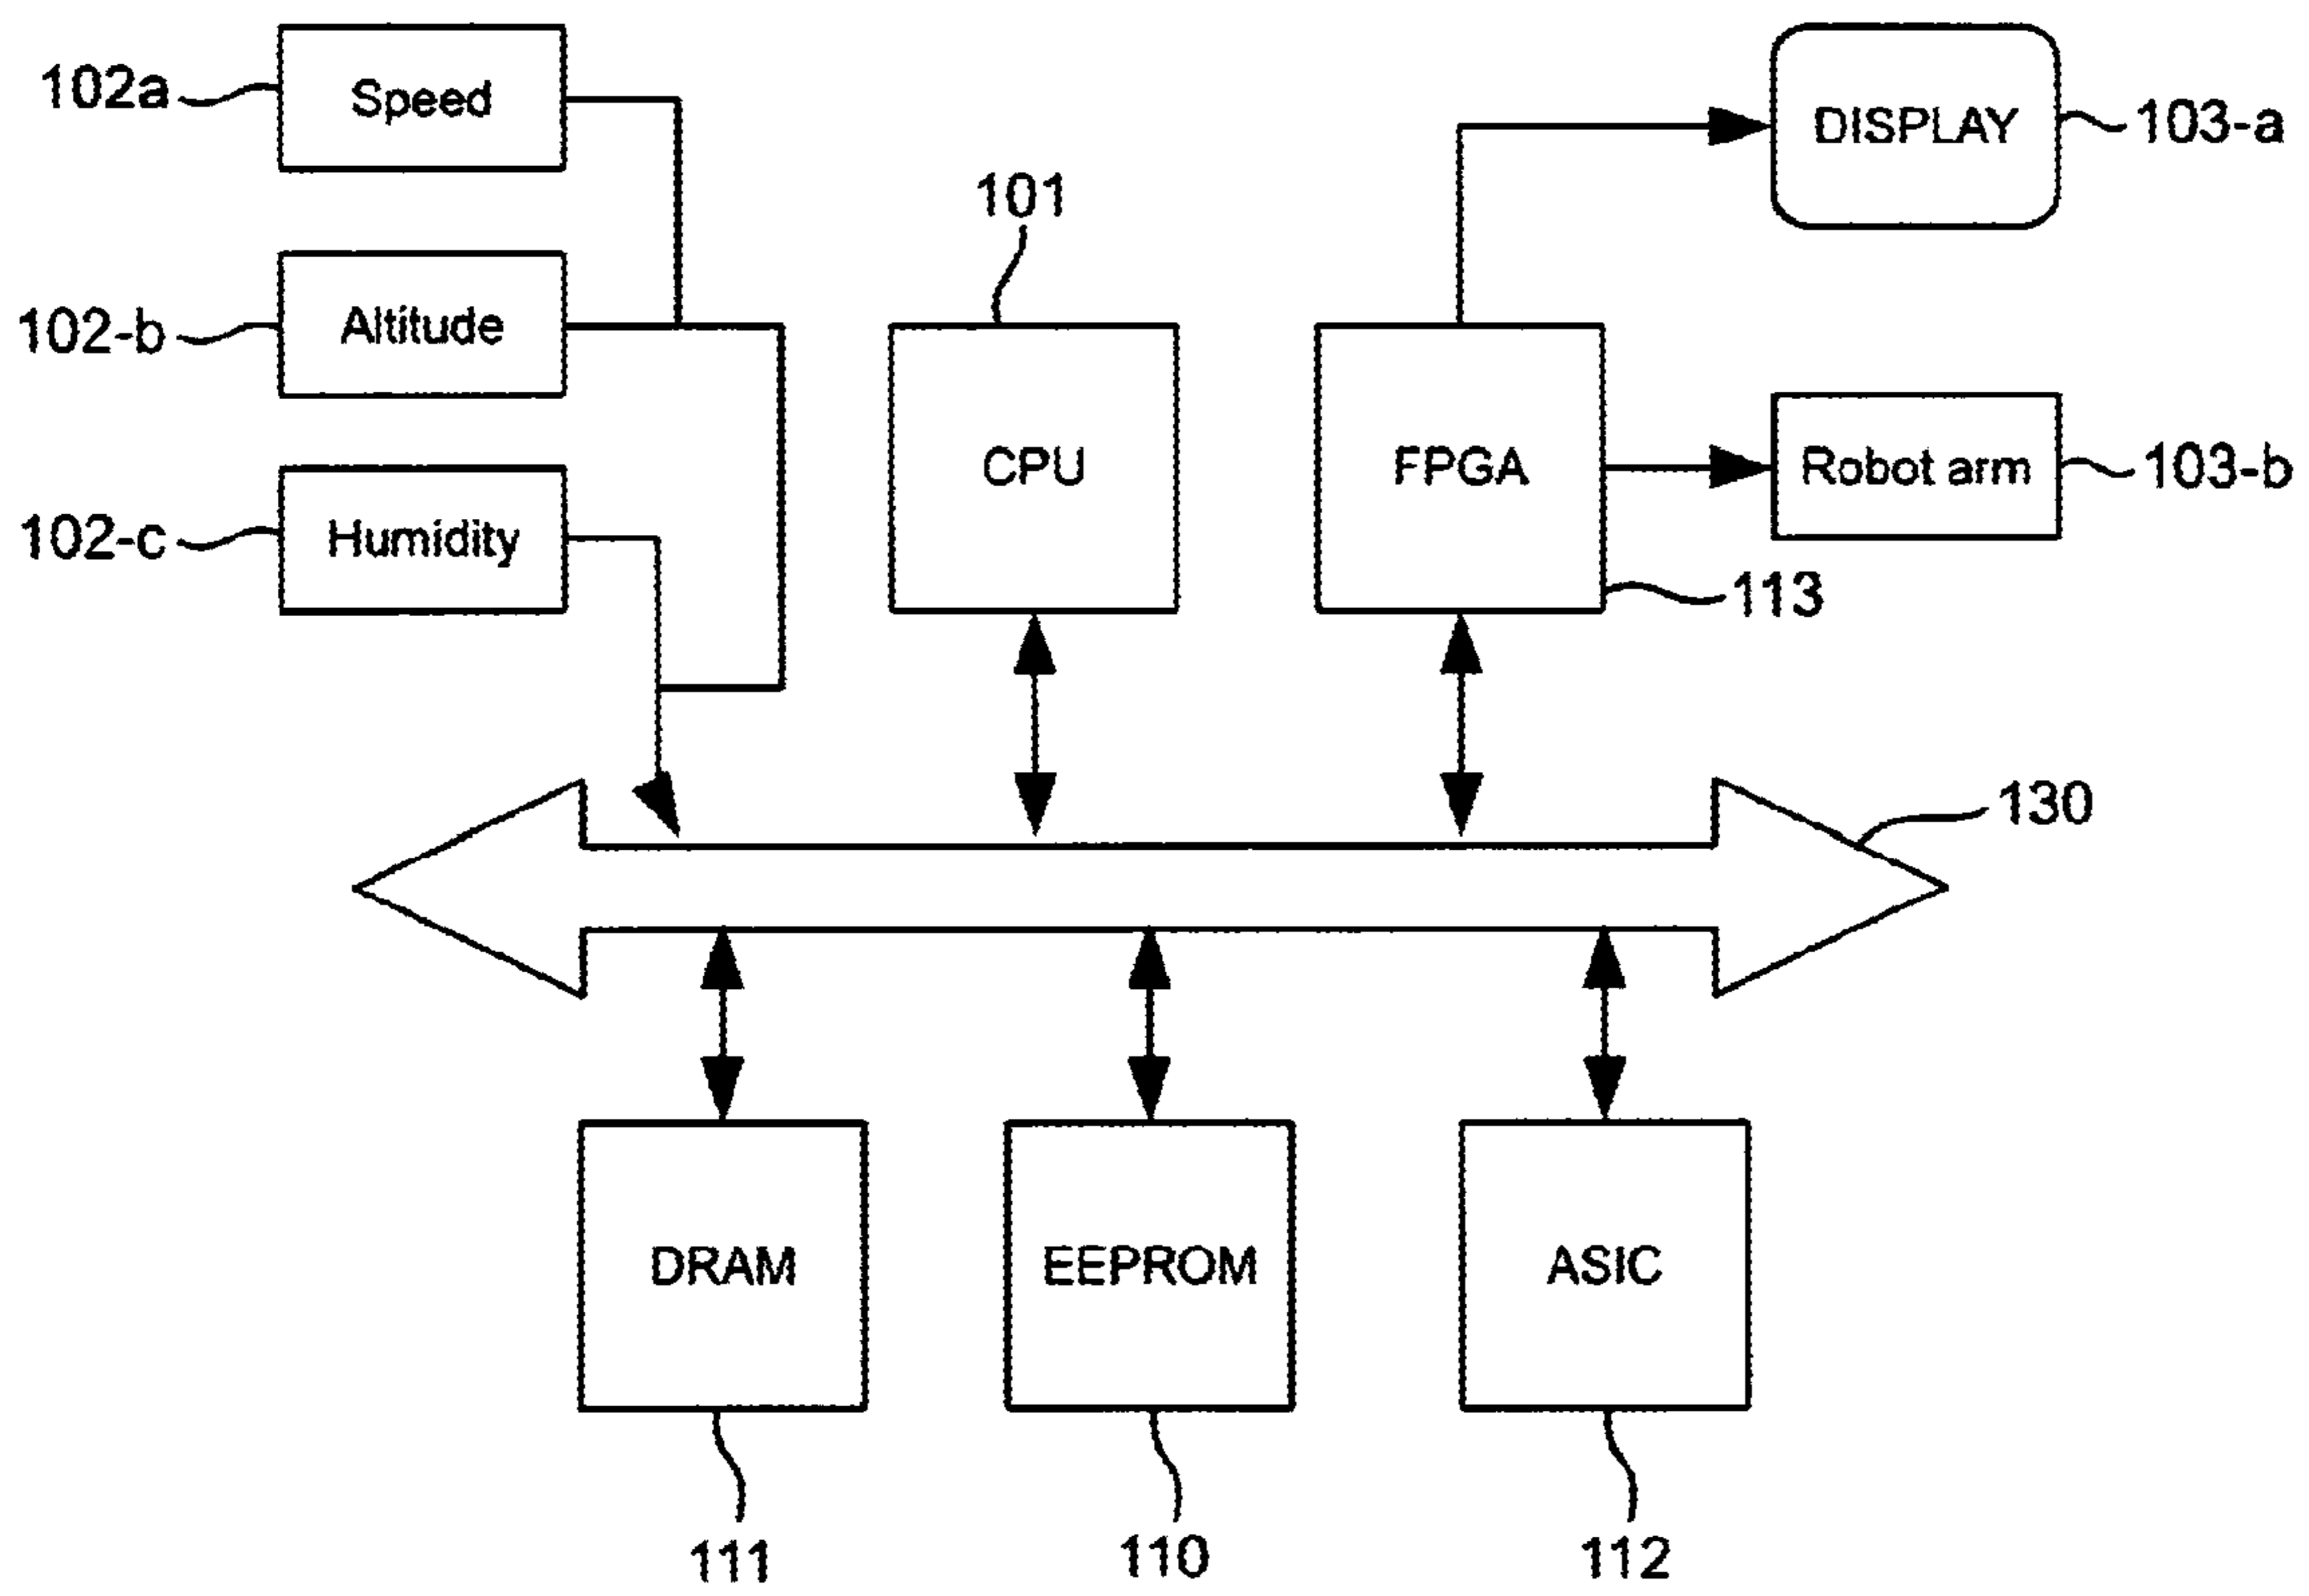 102a
Speed
DISPLAY
103-a
101
102-b
Altitude
CPU
FPGA
Robot arm
103-b
102-c
Humidity
113
130
DRAM
EEPROM
ASIC
111
110
112